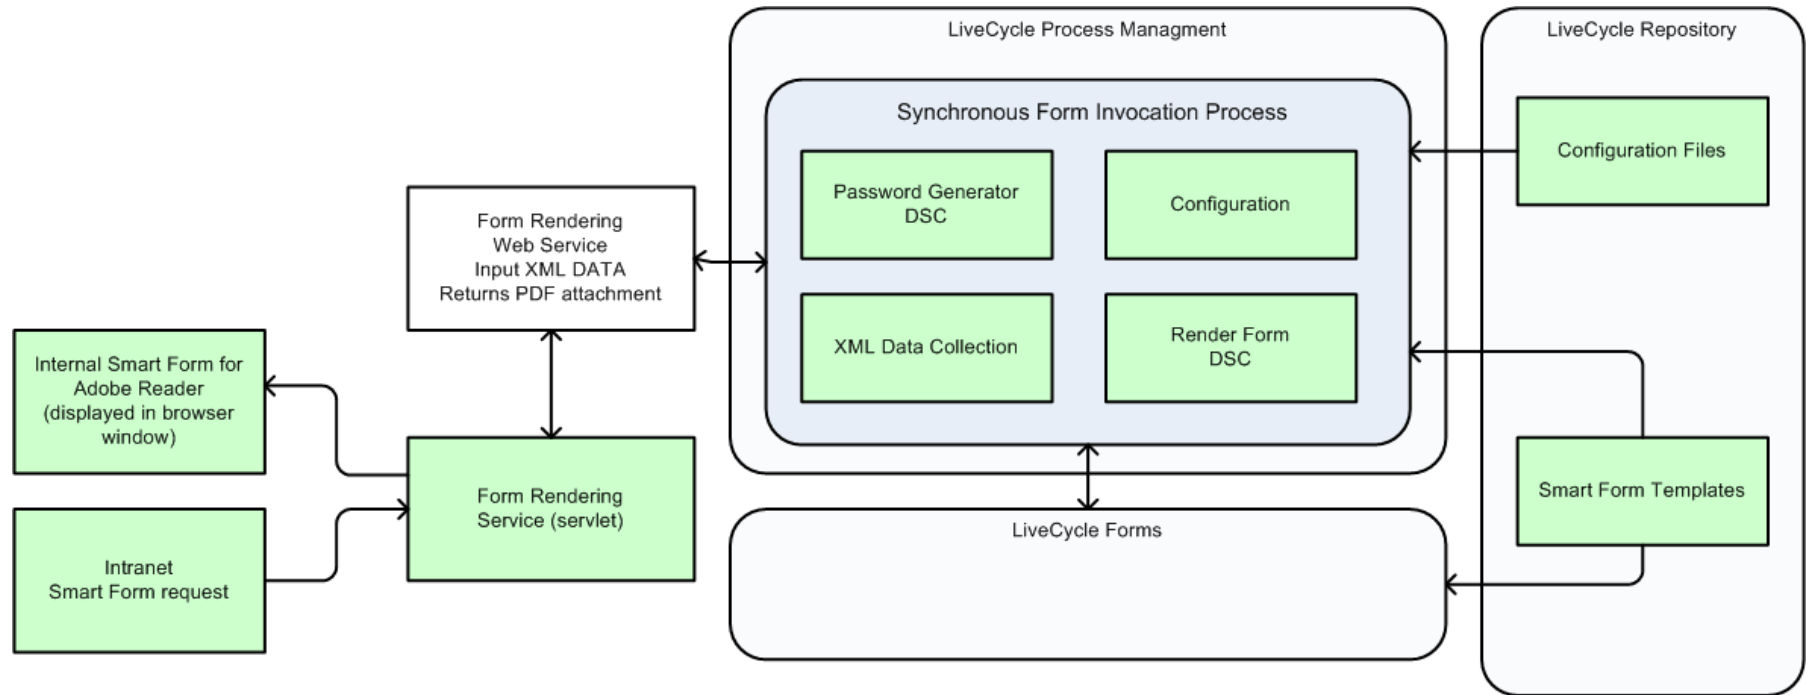 LiveCycle Process Managment
LiveCycle Repository
Synchronous Form Invocation Process
Configuration Files
Password Generator
DSC
Configuration
Form Rendering
Web Service
Input XML DATA
Returns PDF attachment
XML Data Collection
Render Form
DSC
Internal Smart Form for
Adobe Reader
(displayed in browser
window)
Form Rendering
Service (servlet)
Smart Form Templates
LiveCycle Forms
Intranet
Smart Form request